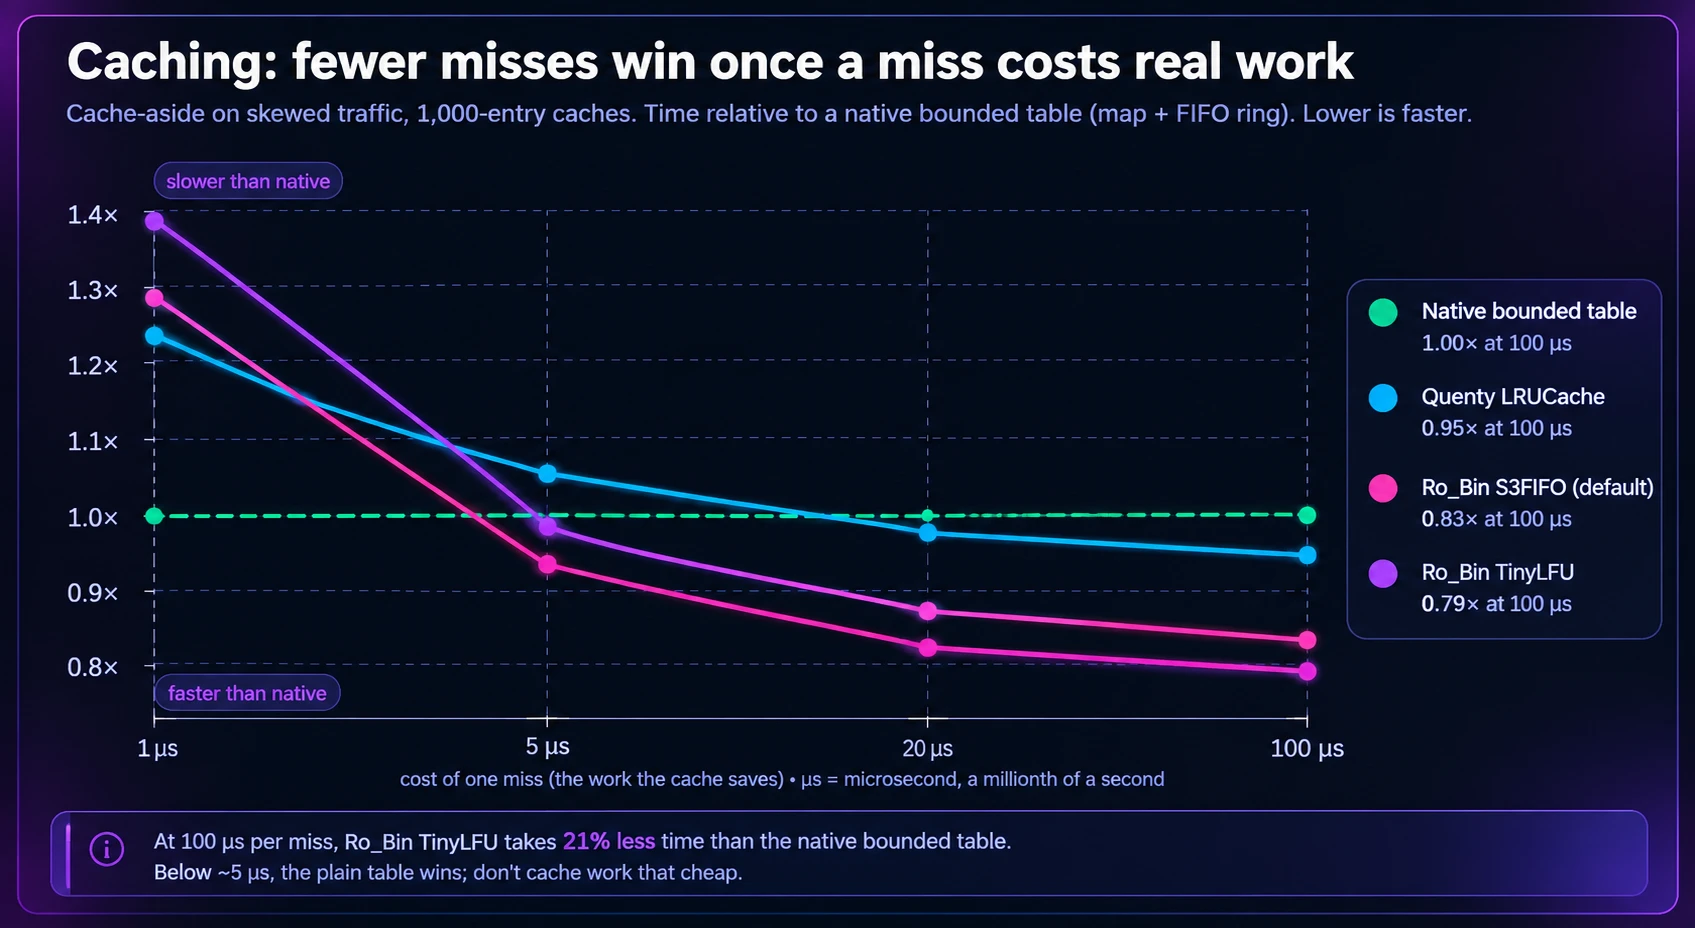 Caching: fewer misses win once a miss costs real work
Cache-aside on skewed traffic, 1,000-entry caches. Time relative to a native bounded table (map + FIFO ring). Lower is faster.
slower than native
1.4×
1.3×
1.2×
1.1×
1.0×
0.9×
0.8×
faster than native
1 µs
5 µs
20 µs
100 µs
cost of one miss (the work the cache saves) • µs = microsecond, a millionth of a second
Native bounded table
1.00× at 100 µs
Quenty LRUCache
0.95× at 100 µs
Ro_Bin S3FIFO (default)
0.83× at 100 µs
Ro_Bin TinyLFU
0.79× at 100 µs
At 100 µs per miss, Ro_Bin TinyLFU takes 21% less time than the native bounded table.
Below ~5 µs, the plain table wins; don't cache work that cheap.